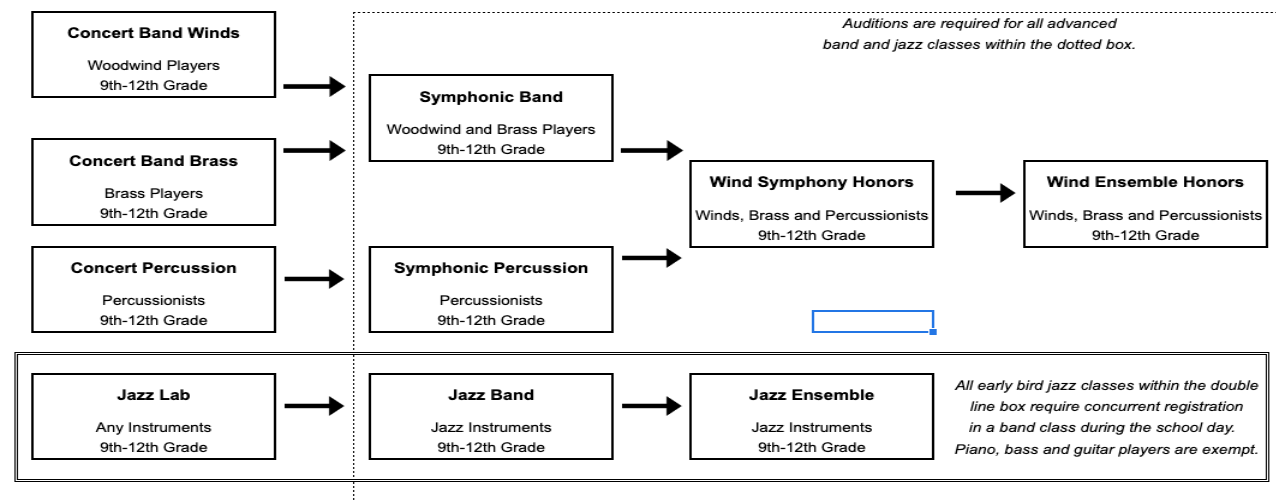 Concert Band Winds
Woodwind Players
9th-12th Grade
Auditions are required for all advanced
band and jazz classes within the dotted box.
Symphonic Band
Woodwind and Brass Players
9th-12th Grade
Concert Band Brass
Brass Players
9th-12th Grade
Wind Symphony Honors
Winds, Brass and Percussionists
9th-12th Grade
Wind Ensemble Honors
Winds, Brass and Percussionists
9th-12th Grade
Concert Percussion
Percussionists
9th-12th Grade
Symphonic Percussion
Percussionists
9th-12th Grade
Jazz Lab
Any Instruments
9th-12th Grade
Jazz Band
Jazz Instruments
9th-12th Grade
Jazz Ensemble
Jazz Instruments
9th-12th Grade
All early bird jazz classes within the double
line box require concurrent registration
in a band class during the school day.
Piano, bass and guitar players are exempt.